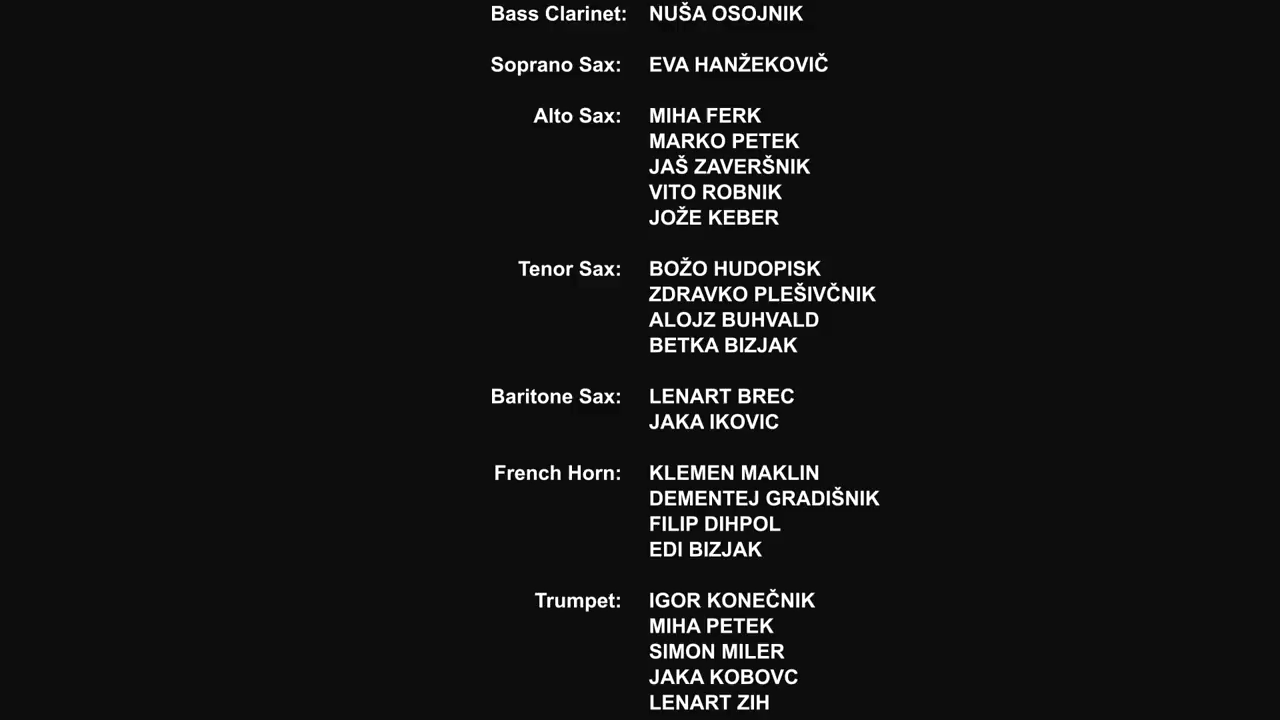 Bass Clarinet: NUŠA OSOJNIK
Soprano Sax: EVA HANŽEKOVIČ
Alto Sax: MIHA FERK
MARKO PETEK
JAŠ ZAVERŠNIK
VITO ROBNIK
JOŽE KEBER
Tenor Sax: BOŽO HUDOPISK
ZDRAVKO PLEŠIVČNIK
ALOJZ BUHVALD
BETKA BIZJAK
Baritone Sax: LENART BREC
JAKA IKOVIC
French Horn: KLEMEN MAKLIN
DEMENTEJ GRADIŠNIK
FILIP DIHPOL
EDI BIZJAK
Trumpet: IGOR KONEČNIK
MIHA PETEK
SIMON MILER
JAKA KOBOVC
LENART ZIH